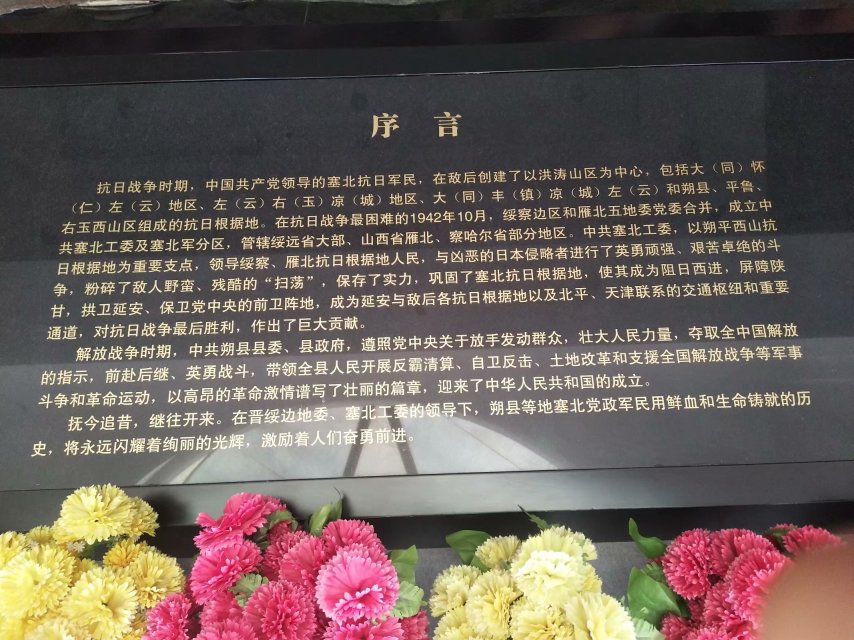 序 言
抗日战争时期，中国共产党领导的塞北抗日军民，在敌后创建了以洪涛山区为中心，包括大（同）怀
（仁）左（云）地区、左（云）右（玉）凉（城）地区、大（同）丰（镇）凉（城）左（云）和朔县、平鲁、
右玉西山区组成的抗日根据地。在抗日战争最困难的1942年10月，绥察边区和雁北五地委党委合并，成立中
共塞北工委及塞北军分区，管辖绥远省大部、山西省雁北、察哈尔省部分地区。中共塞北工委，以朔平西山抗
日根据地为重要支点，领导绥察、雁北抗日根据地人民，与凶恶的日本侵略者进行了英勇顽强、艰苦卓绝的斗
争，粉碎了敌人野蛮、残酷的“扫荡”，保存了实力，巩固了塞北抗日根据地，使其成为阻日西进，屏障陕
甘，拱卫延安、保卫党中央的前卫阵地，成为延安与敌后各抗日根据地以及北平、天津联系的交通枢纽和重要
通道，对抗日战争最后胜利，作出了巨大贡献。
解放战争时期，中共朔县县委、县政府，遵照党中央关于放手发动群众，壮大人民力量，夺取全中国解放
的指示，前赴后继、英勇战斗，带领全县人民开展反霸清算、自卫反击、土地改革和支援全国解放战争等军事
斗争和革命运动，以高昂的革命激情谱写了壮丽的篇章，迎来了中华人民共和国的成立。
抚今追昔，继往开来。在晋绥边地委、塞北工委的领导下，朔县等地塞北党政军民用鲜血和生命铸就的历
史，将永远闪耀着绚丽的光辉，激励着人们奋勇前进。